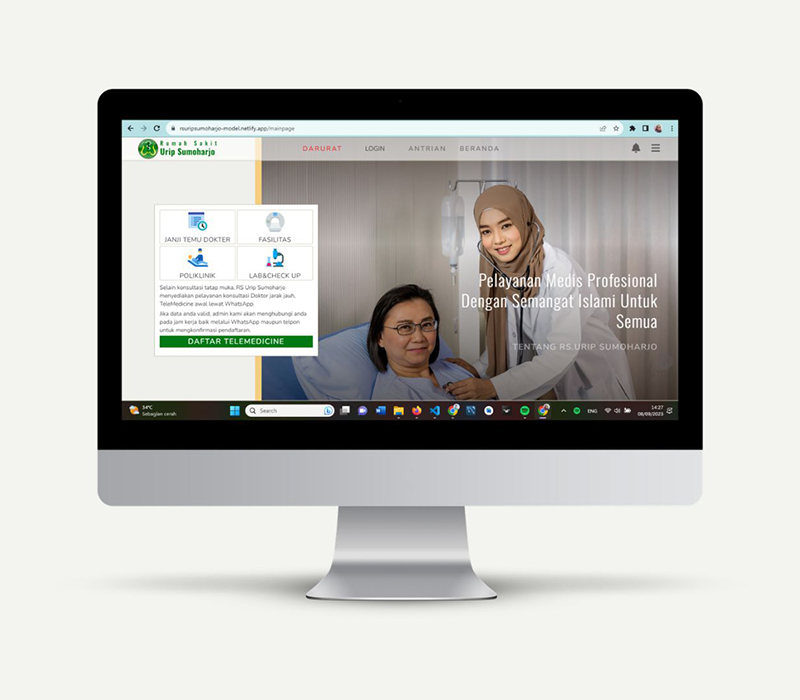 rsuripsumoharjo-model.netlify.app/mainpage
Rumah Sakit
Urip Sumoharjo
DARURAT LOGIN ANTRIAN BERANDA
JANJI TEMU DOKTER FASILITAS
POLIKLINIK LAB&CHECK UP
Selain konsultasi tatap muka, RS Urip Sumoharjo
menyediakan pelayanan konsultasi Doktor jarak jauh,
TeleMedicine awal lewat WhatsApp.
Jika data anda valid, admin kami akan menghubungi anda
pada jam kerja baik melalui WhatsApp maupun telpon
untuk mengkonfirmasi pendaftaran.
DAFTAR TELEMEDICINE
Pelayanan Medis Profesional
Dengan Semangat Islami Untuk
Semua
TENTANG RS.URIP SUMOHARJO
34°C
Sebagian cerah
Search
ENG
14:27
08/09/2023